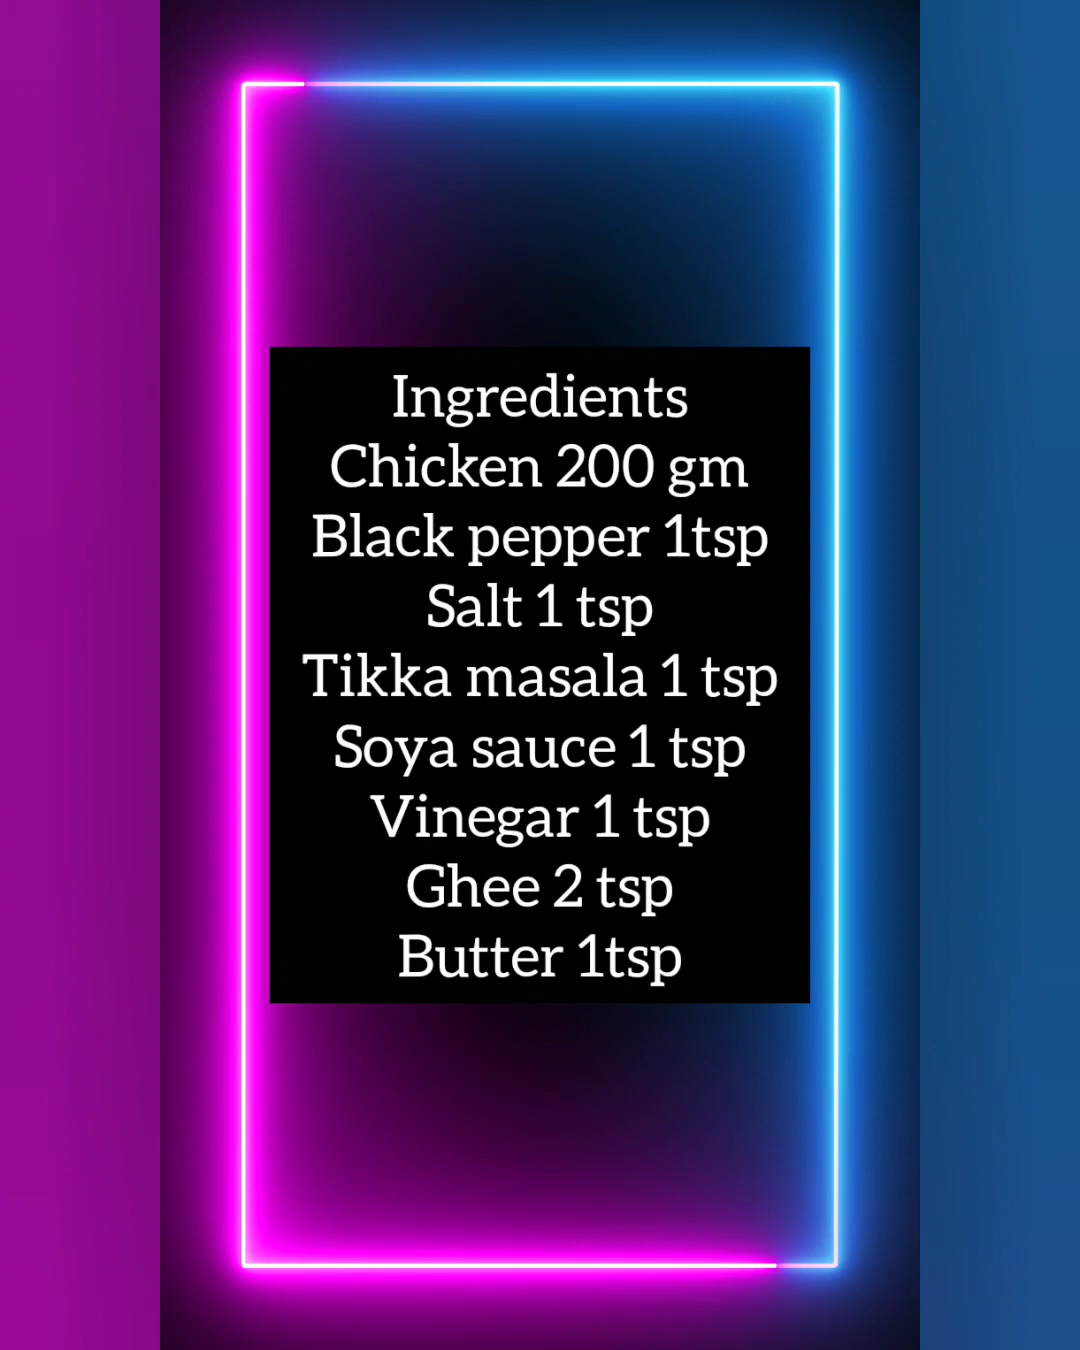 Ingredients
Chicken 200 gm
Black pepper 1tsp
Salt 1 tsp
Tikka masala 1 tsp
Soya sauce 1 tsp
Vinegar 1 tsp
Ghee 2 tsp
Butter 1tsp